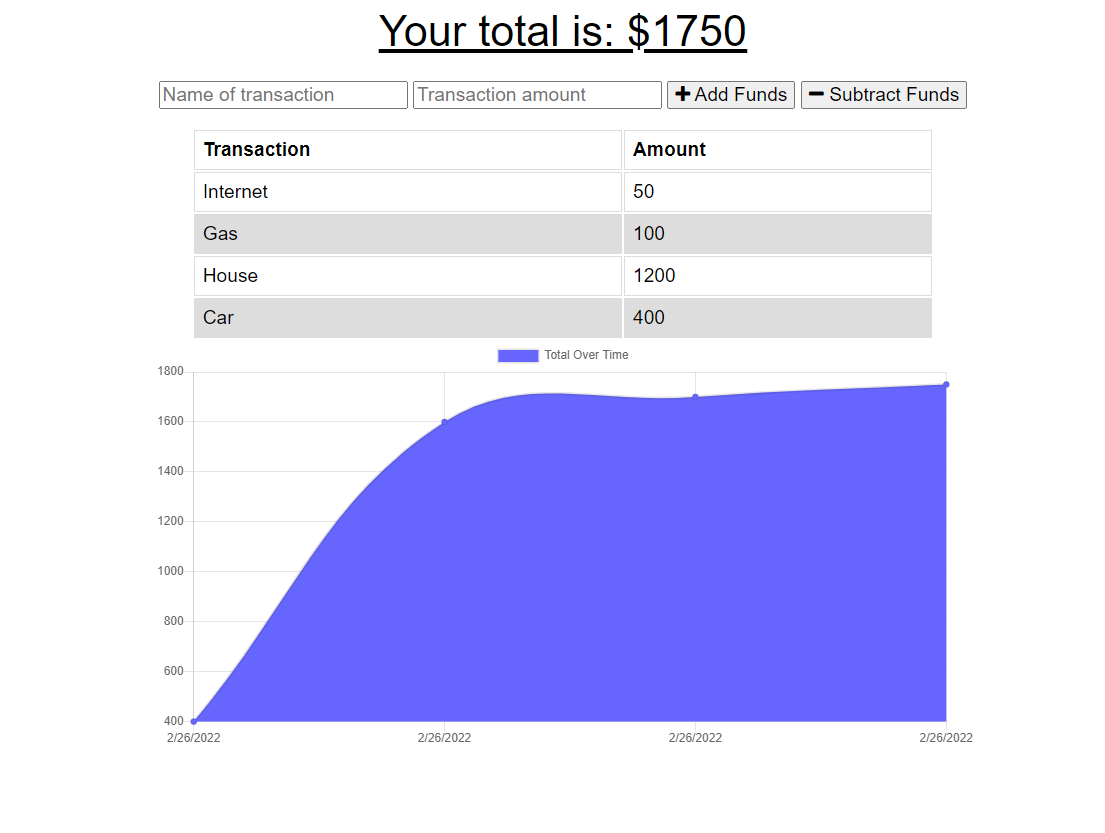 Your total is: $1750
Name of transaction Transaction amount Add Funds Subtract Funds
Transaction Amount
Internet 50
Gas 100
House 1200
Car 400
Total Over Time
1800
1600
1400
1200
1000
800
600
400
2/26/2022 2/26/2022 2/26/2022 2/26/2022